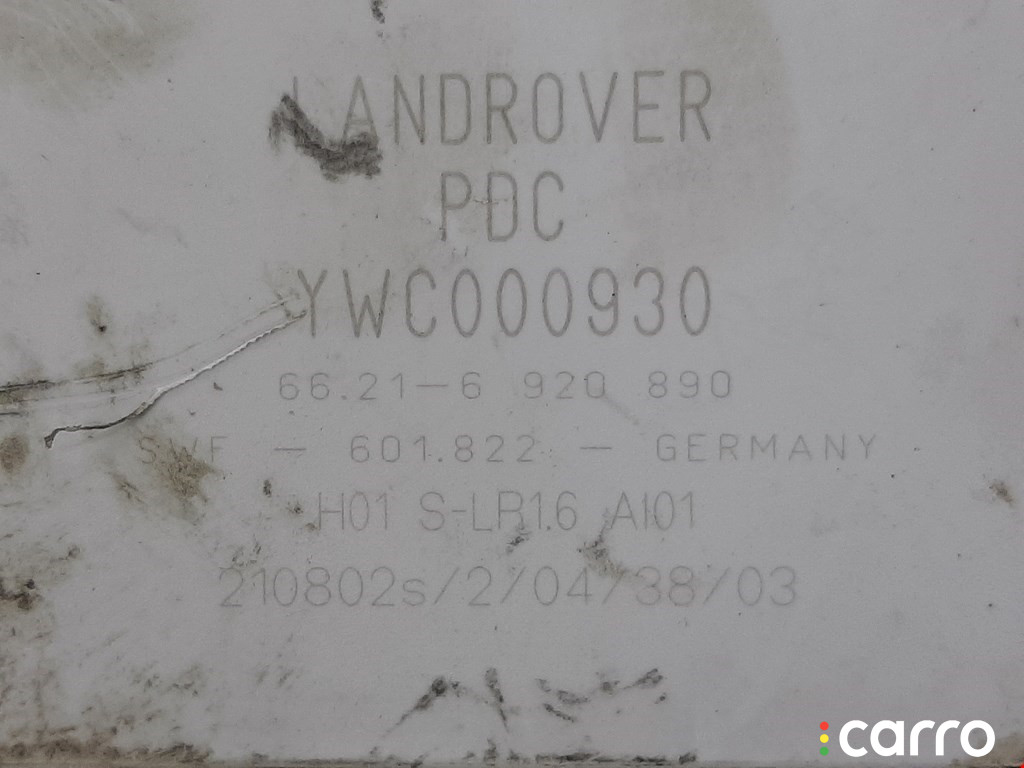 LANDROVER
PDC
YWC000930
66.21-6 920 890
SWF - 601.822 - GERMANY
H01 S-LR1.6 AI01
210802s/2/04/38/03
carro